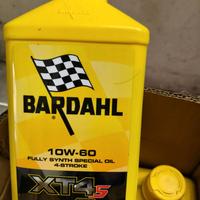 BARDAHL
10W-60
FULLY SYNTH SPECIAL OIL
4-STROKE
XT4S